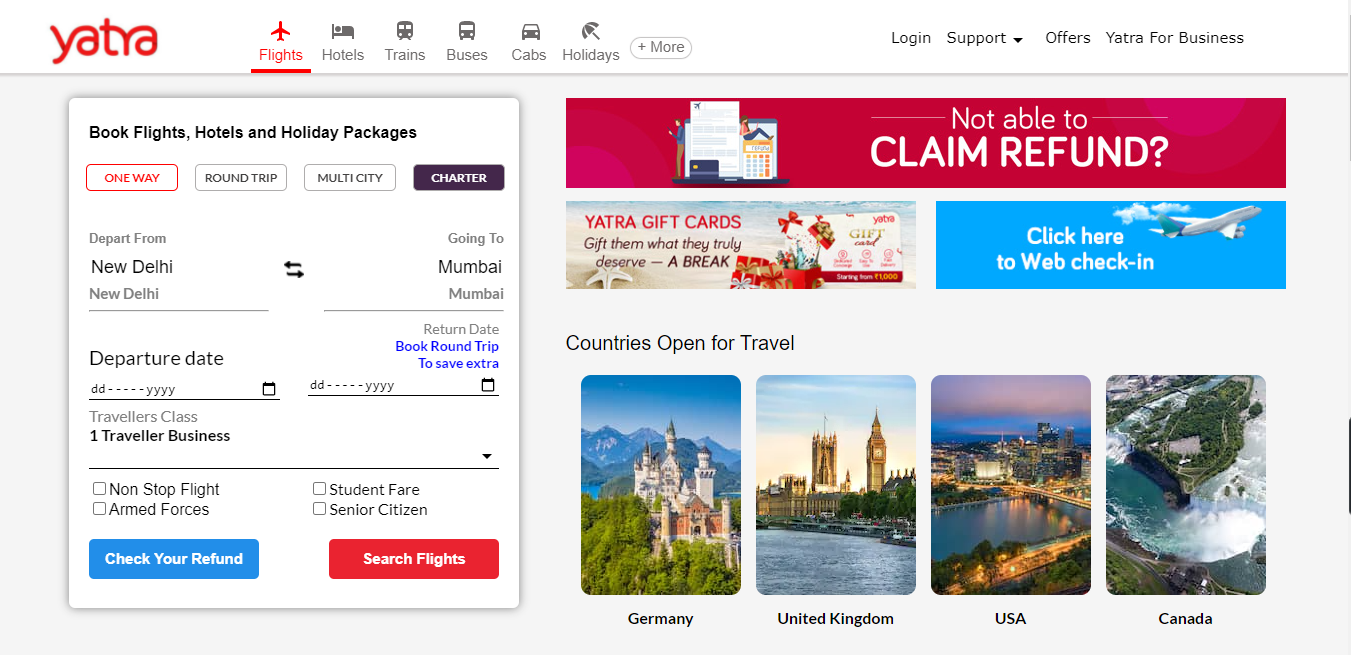 yatra
Flights
Hotels
Trains
Buses
Cabs
Holidays
+ More
Login
Support
Offers
Yatra For Business
Book Flights, Hotels and Holiday Packages
ONE WAY
ROUND TRIP
MULTI CITY
CHARTER
Depart From
Going To
New Delhi
Mumbai
New Delhi
Mumbai
Return Date
Book Round Trip
To save extra
Departure date
dd-----yyyy
dd-----yyyy
Travellers Class
1 Traveller Business
Non Stop Flight
Student Fare
Armed Forces
Senior Citizen
Check Your Refund
Search Flights
Not able to
CLAIM REFUND?
YATRA GIFT CARDS
Gift them what they truly
deserve — A BREAK
yatra
GIFT
card
Starting from ₹1,000
Click here
to Web check-in
Countries Open for Travel
Germany
United Kingdom
USA
Canada